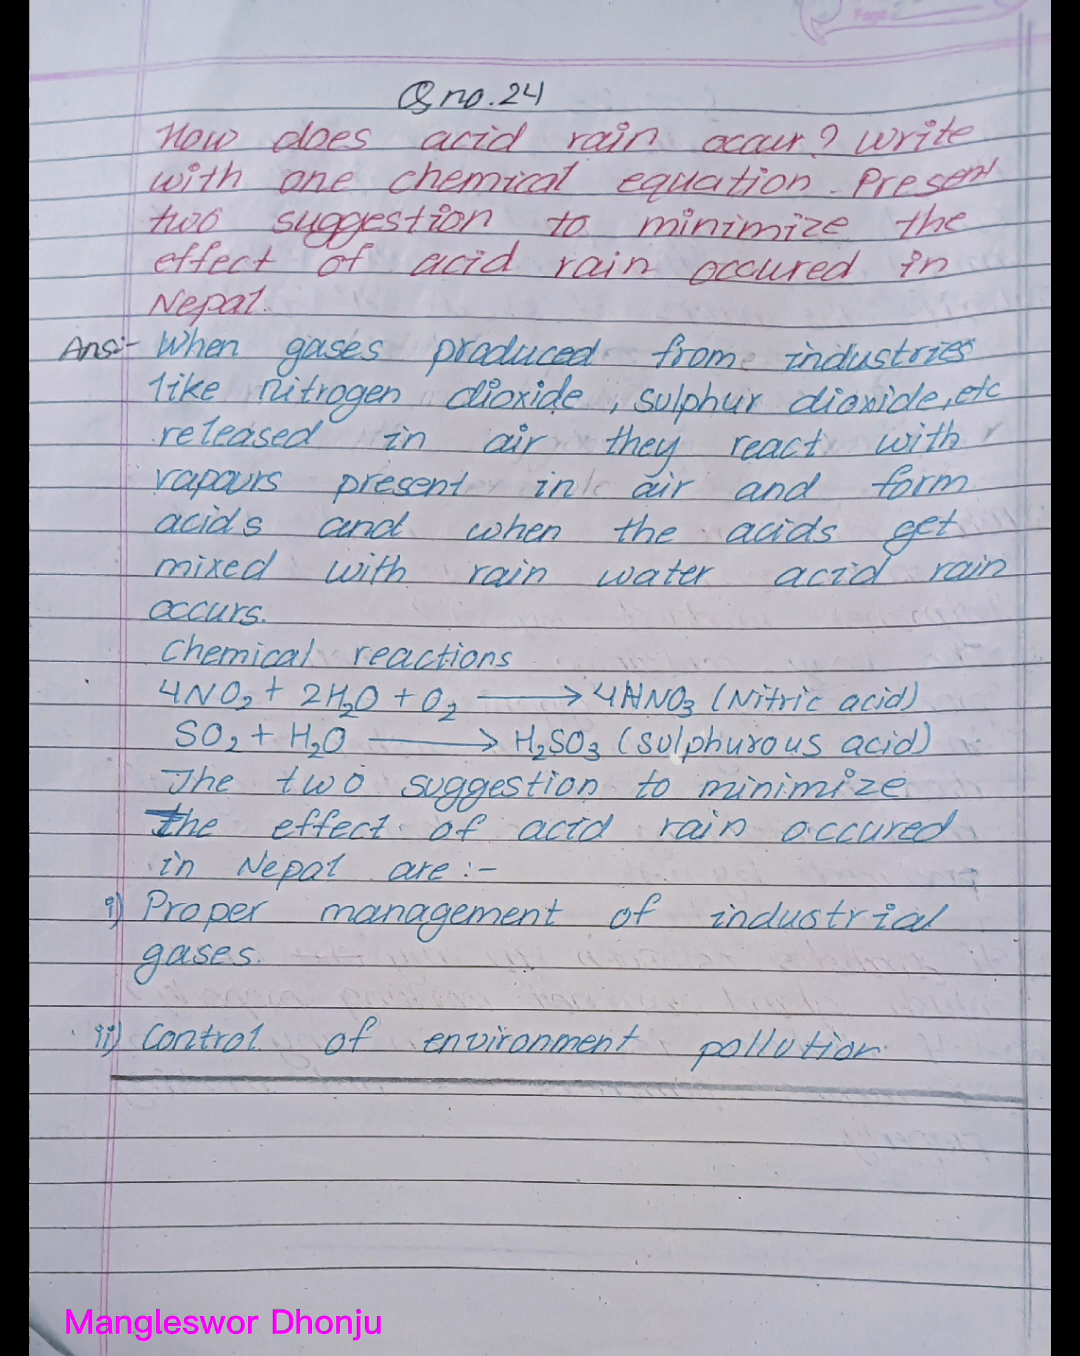 Page
Q no. 24
How does acid rain occur? Write
with one chemical equation. Present
two suggestion to minimize the
effect of acid rain occured in
Nepal.
Ans:- When gases produced from industries
like nitrogen dioxide, sulphur dioxide, etc
released in air they react with
vapours present in air and form
acids and when the acids get
mixed with rain water acid rain
occurs.
Chemical reactions
4NO₂ + 2H₂O + O₂ ⟶ 4HNO₃ (Nitric acid)
SO₂ + H₂O ⟶ H₂SO₃ (sulphurous acid)
The two suggestion to minimize
the effect of acid rain occured
in Nepal are :-
i) Proper management of industrial
gases.
ii) Control of environment pollution
Mangleswor Dhonju